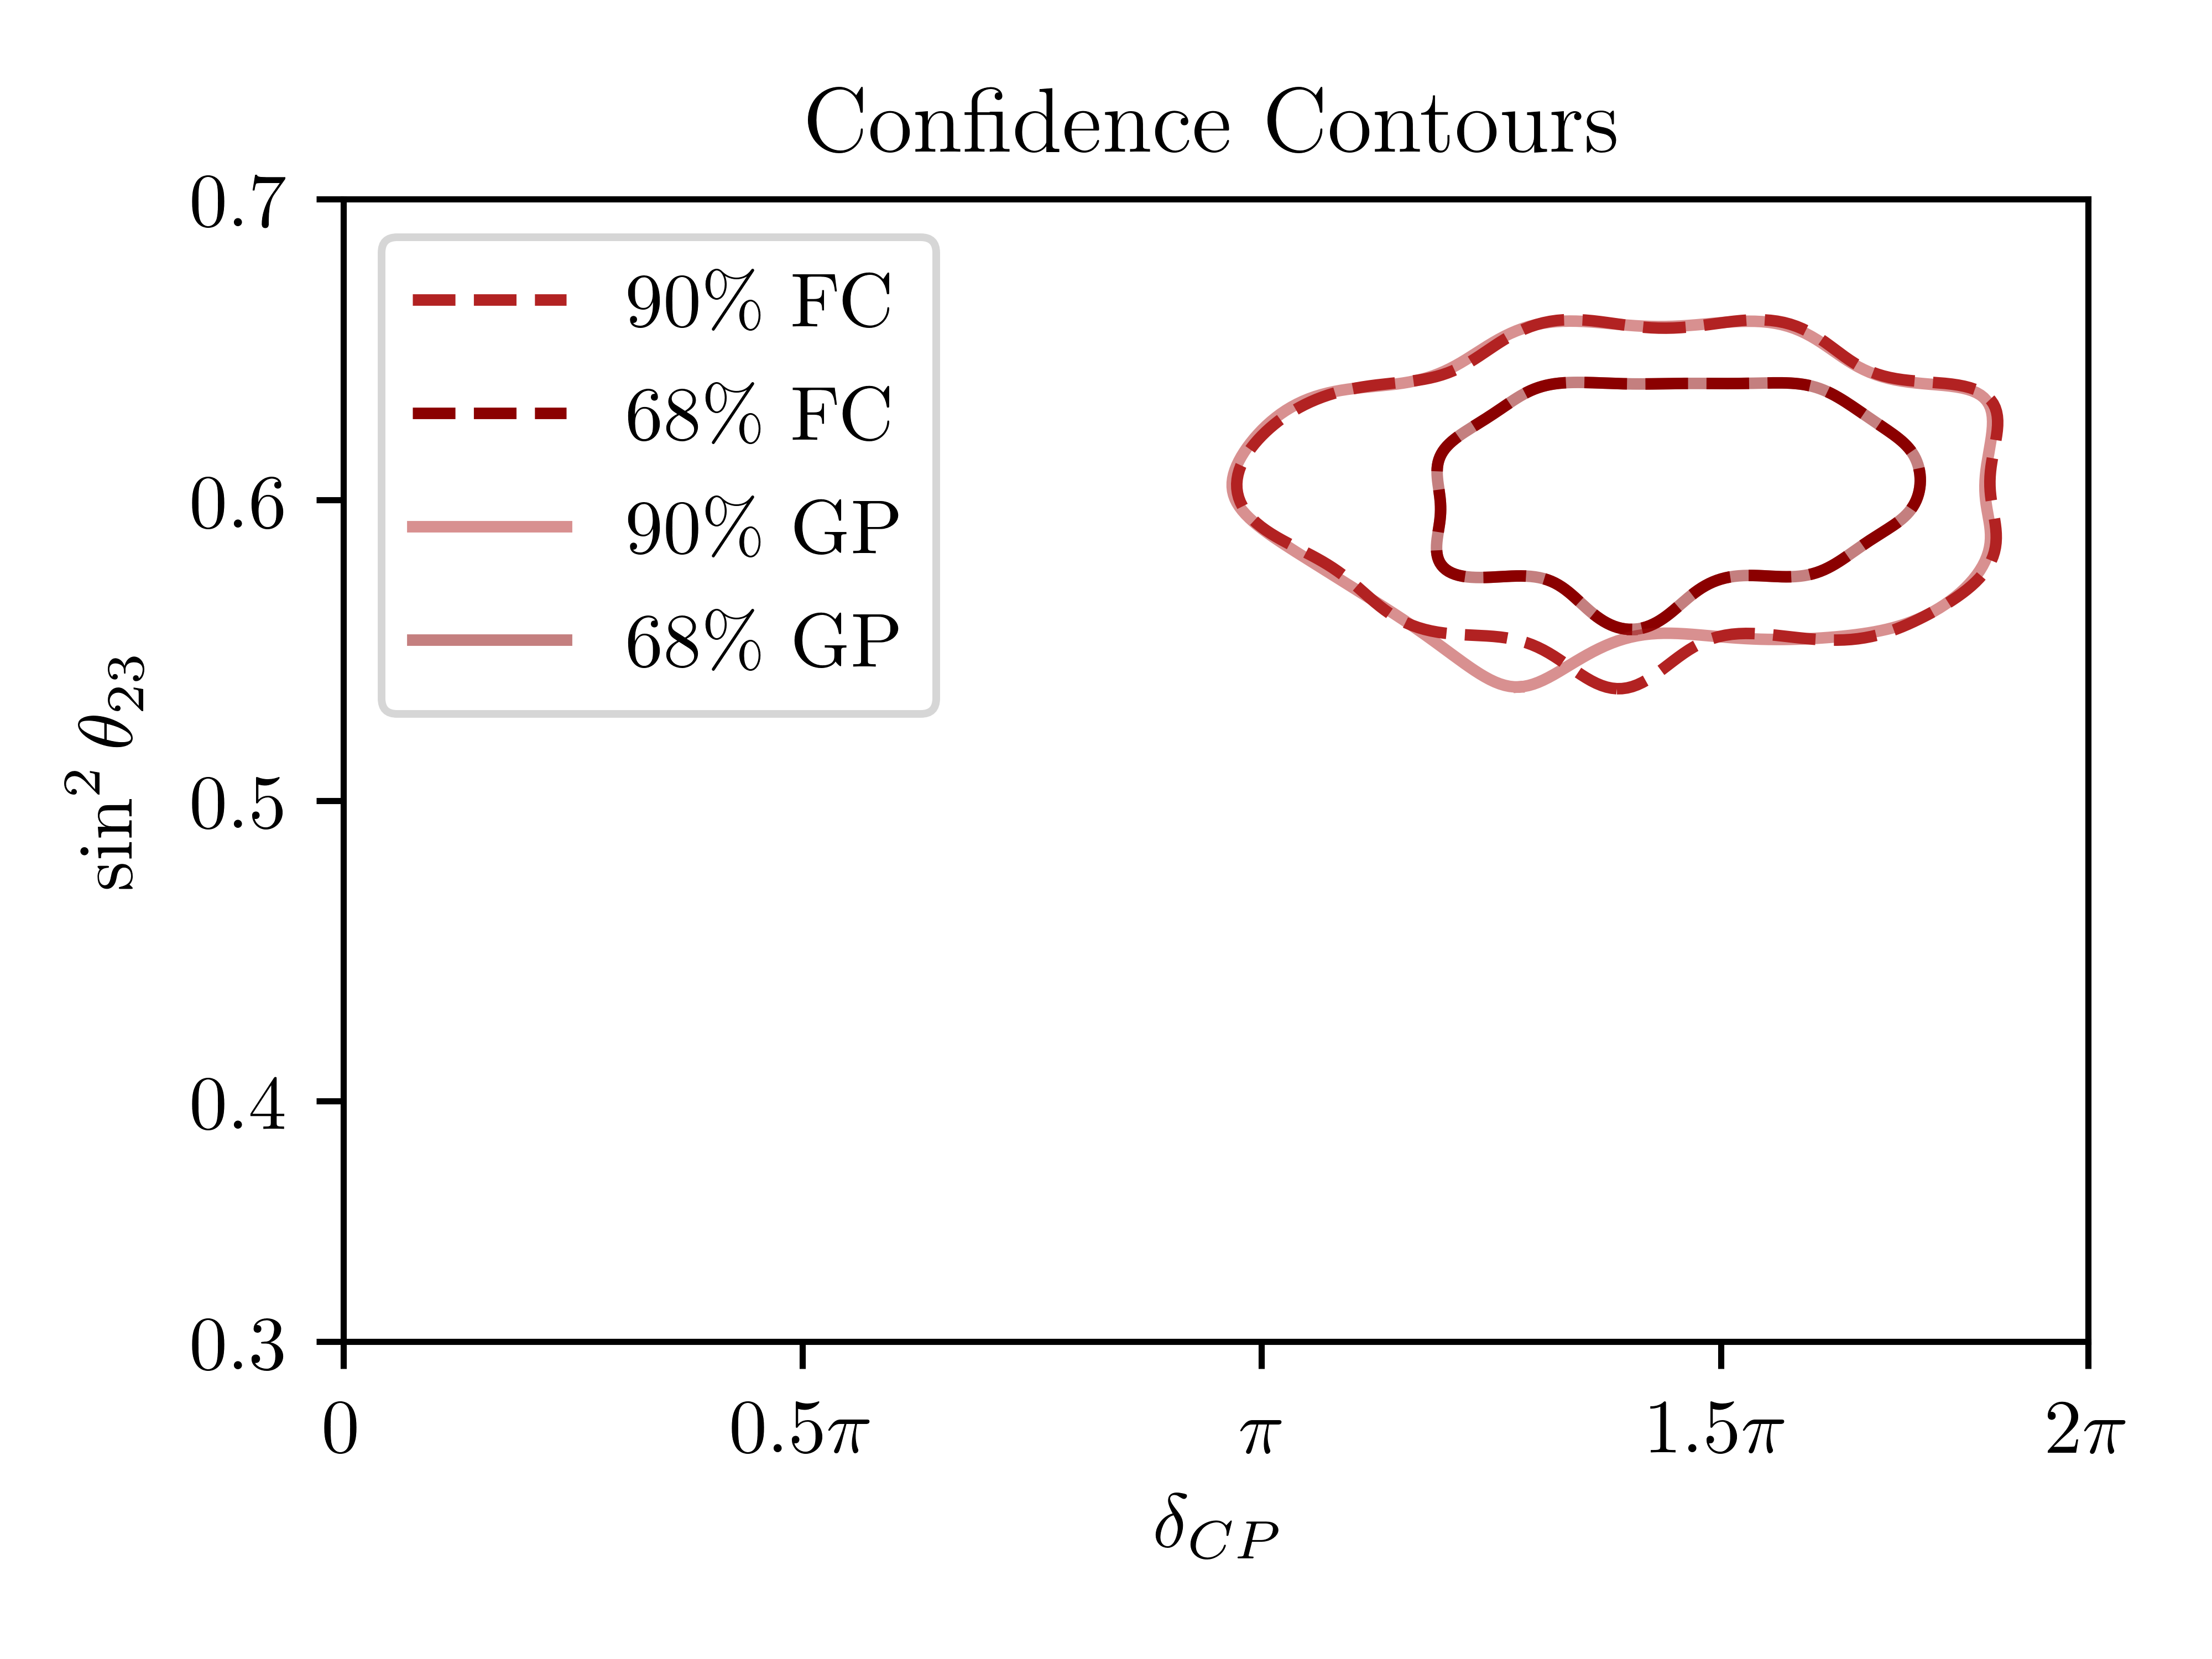 Confidence Contours
0.7
0.6
0.5
0.4
0.3
sin² θ₂₃
90% FC
68% FC
90% GP
68% GP
0 0.5π π 1.5π 2π
δ_CP